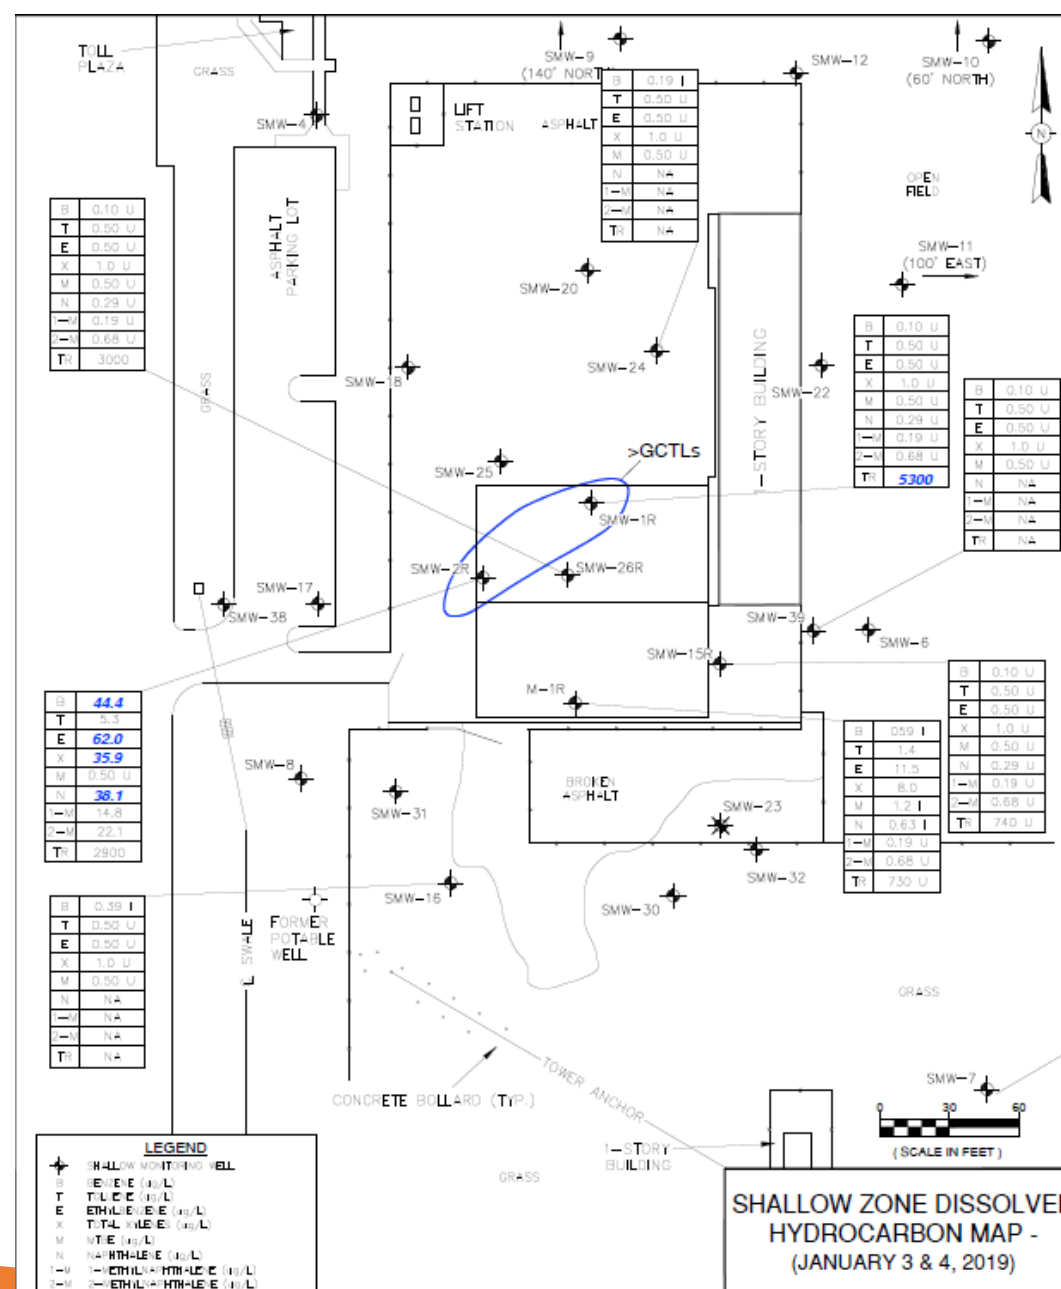 TOLL
PLAZA
GRASS
SMW-9
(140' NORTH)
SMW-10
(60' NORTH)
SMW-12
SMW-4
LIFT
STATION
ASPHALT
B 0.19 I
T 0.50 U
E 0.50 U
X 1.0 U
M 0.50 U
N NA
1-M NA
2-M NA
TR NA
N
OPEN
FIELD
ASPHALT
PARKING LOT
B 0.10 U
T 0.50 U
E 0.50 U
X 1.0 U
M 0.50 U
N 0.29 U
1-M 0.19 U
2-M 0.68 U
TR 3000
SMW-11
(100' EAST)
SMW-20
SMW-24
SMW-18
SMW-22
GRASS
1-STORY BUILDING
B 0.10 U
T 0.50 U
E 0.50 U
X 1.0 U
M 0.50 U
N 0.29 U
1-M 0.19 U
2-M 0.68 U
TR 5300
B 0.10 U
T 0.50 U
E 0.50 U
X 1.0 U
M 0.50 U
N NA
1-M NA
2-M NA
TR NA
>GCTLs
SMW-25
SMW-1R
SMW-2R
SMW-26R
SMW-17
SMW-38
SMW-39
SMW-6
SMW-15R
M-1R
B 44.4
T 5.3
E 62.0
X 35.9
M 0.50 U
N 38.1
1-M 14.8
2-M 22.1
TR 2900
B 0.10 U
T 0.50 U
E 0.50 U
X 1.0 U
M 0.50 U
N 0.29 U
1-M 0.19 U
2-M 0.68 U
TR 740 U
B 059 I
T 1.4
E 11.5
X 8.0
M 1.2 I
N 0.63 I
1-M 0.19 U
2-M 0.68 U
TR 730 U
SMW-8
SMW-31
BROKEN
ASPHALT
SMW-23
SMW-32
SMW-16
SMW-30
B 0.39 I
T 0.50 U
E 0.50 U
X 1.0 U
M 0.50 U
N NA
1-M NA
2-M NA
TR NA
FORMER
POTABLE
WELL
SWALE
GRASS
TOWER ANCHOR
CONCRETE BOLLARD (TYP.)
SMW-7
0 30 60
( SCALE IN FEET )
1-STORY
BUILDING
GRASS
LEGEND
SHALLOW MONITORING WELL
B BENZENE (ug/L)
T TOLUENE (ug/L)
E ETHYLBENZENE (ug/L)
X TOTAL XYLENES (ug/L)
M MTBE (ug/L)
N NAPHTHALENE (ug/L)
1-M 1-METHYLNAPHTHALENE (ug/L)
2-M 2-METHYLNAPHTHALENE (ug/L)
SHALLOW ZONE DISSOLVE
HYDROCARBON MAP -
(JANUARY 3 & 4, 2019)